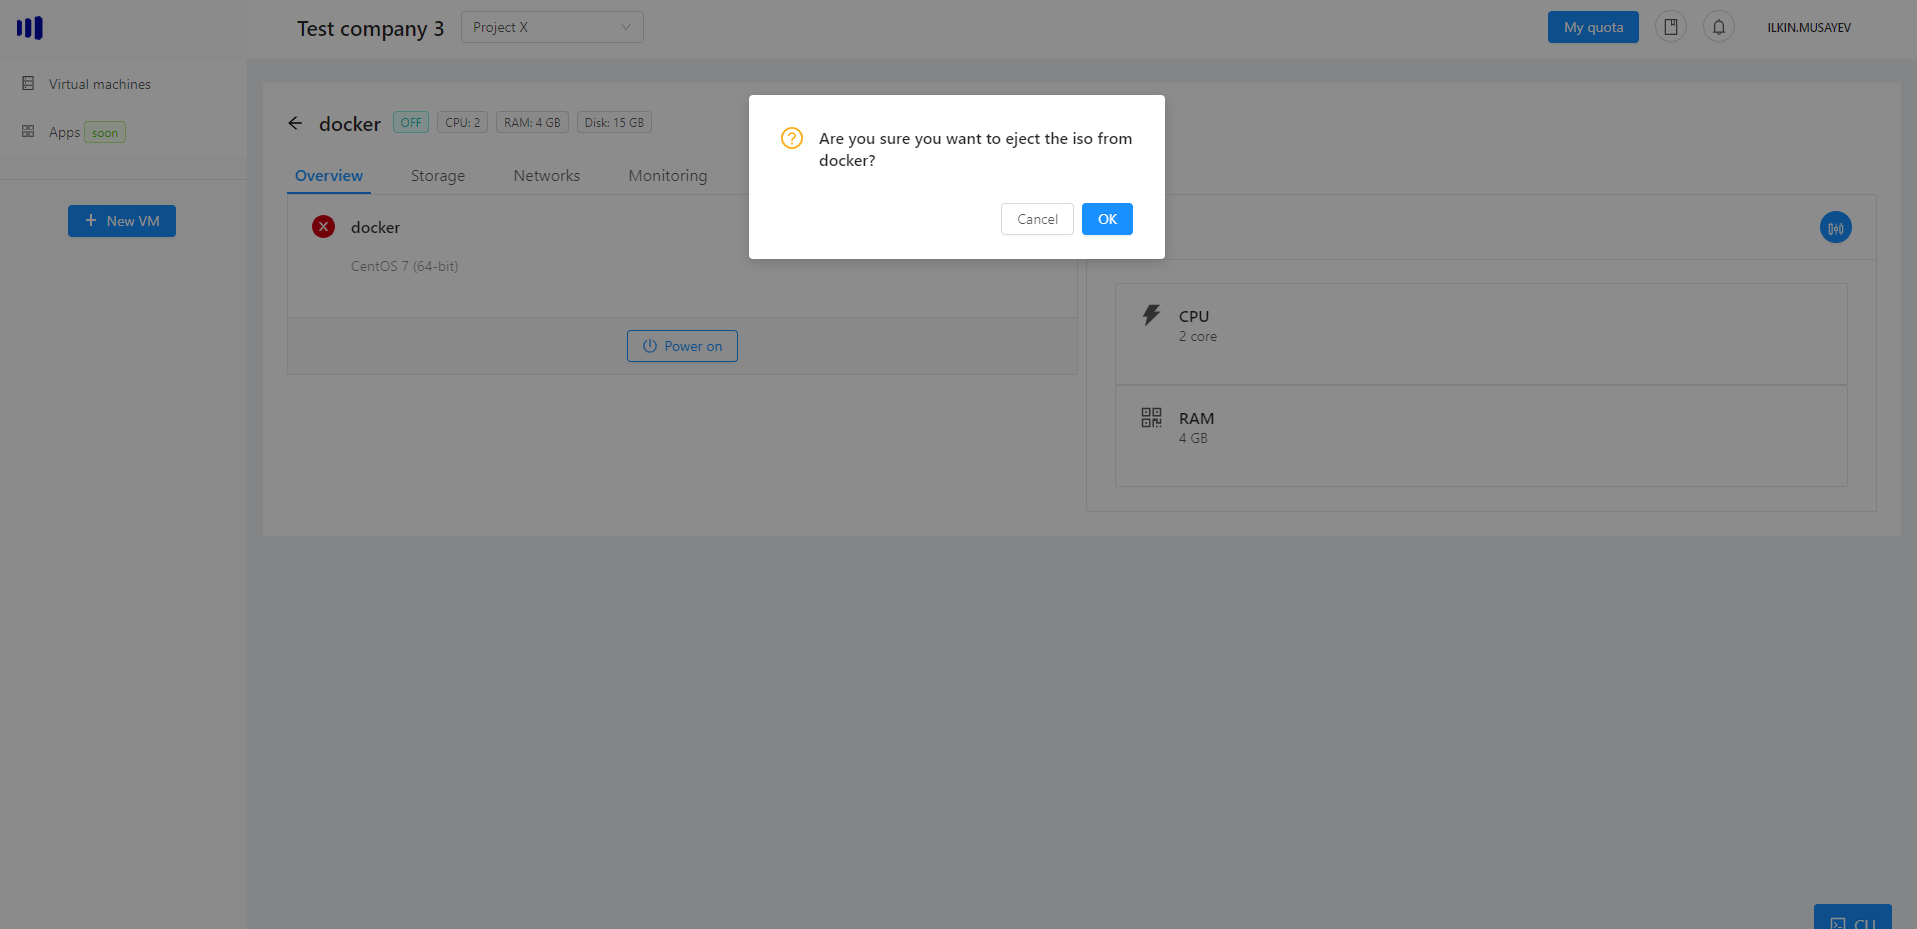 Test company 3
Project X
My quota
ILKIN.MUSAYEV
Virtual machines
Apps soon
New VM
docker OFF CPU: 2 RAM: 4 GB Disk: 15 GB
Overview Storage Networks Monitoring
docker
CentOS 7 (64-bit)
Power on
Are you sure you want to eject the iso from
docker?
Cancel OK
CPU
2 core
RAM
4 GB